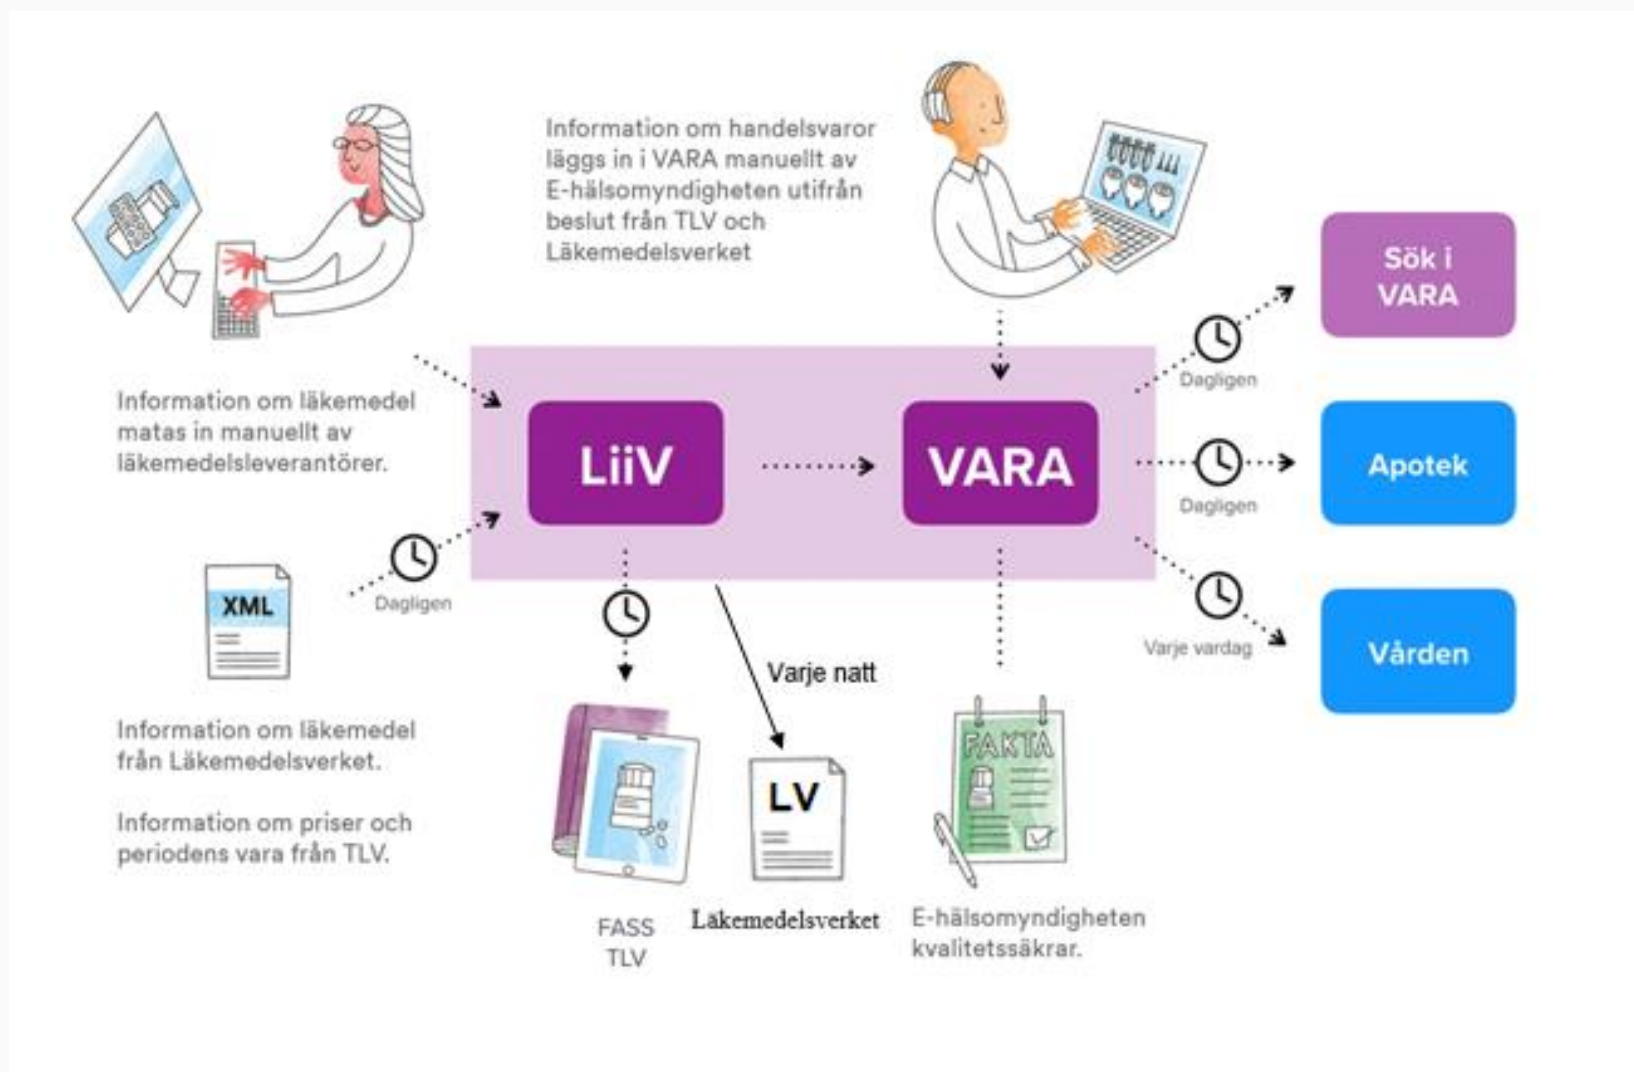 Information om handelsvaror
läggs in i VARA manuellt av
E-hälsomyndigheten utifrån
beslut från TLV och
Läkemedelsverket
Sök i
VARA
Dagligen
Information om läkemedel
matas in manuellt av
läkemedelsleverantörer.
LiiV
VARA
Apotek
Dagligen
XML
Dagligen
Varje vardag
Vården
Varje natt
Information om läkemedel
från Läkemedelsverket.
Information om priser och
periodens vara från TLV.
FAKTA
LV
FASS
TLV
Läkemedelsverket
E-hälsomyndigheten
kvalitetssäkrar.